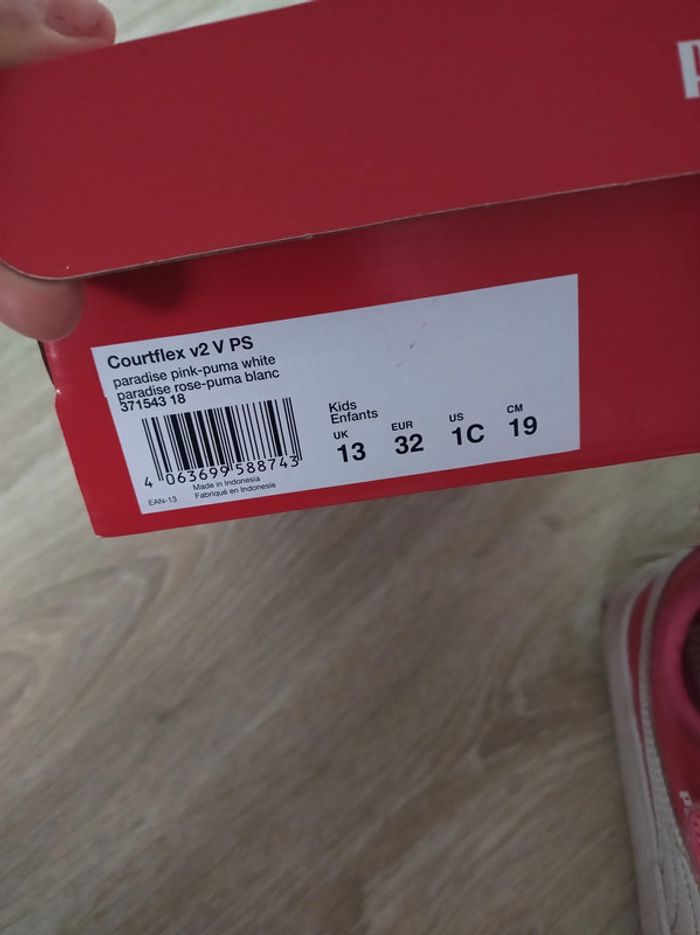 Courtflex v2 V PS
paradise pink-puma white
paradise rose-puma blanc
371543 18
4 063699 588743
EAN-13
Made in Indonesia
Fabriqué en Indonesie
Kids
Enfants
UK EUR US CM
13 32 1C 19